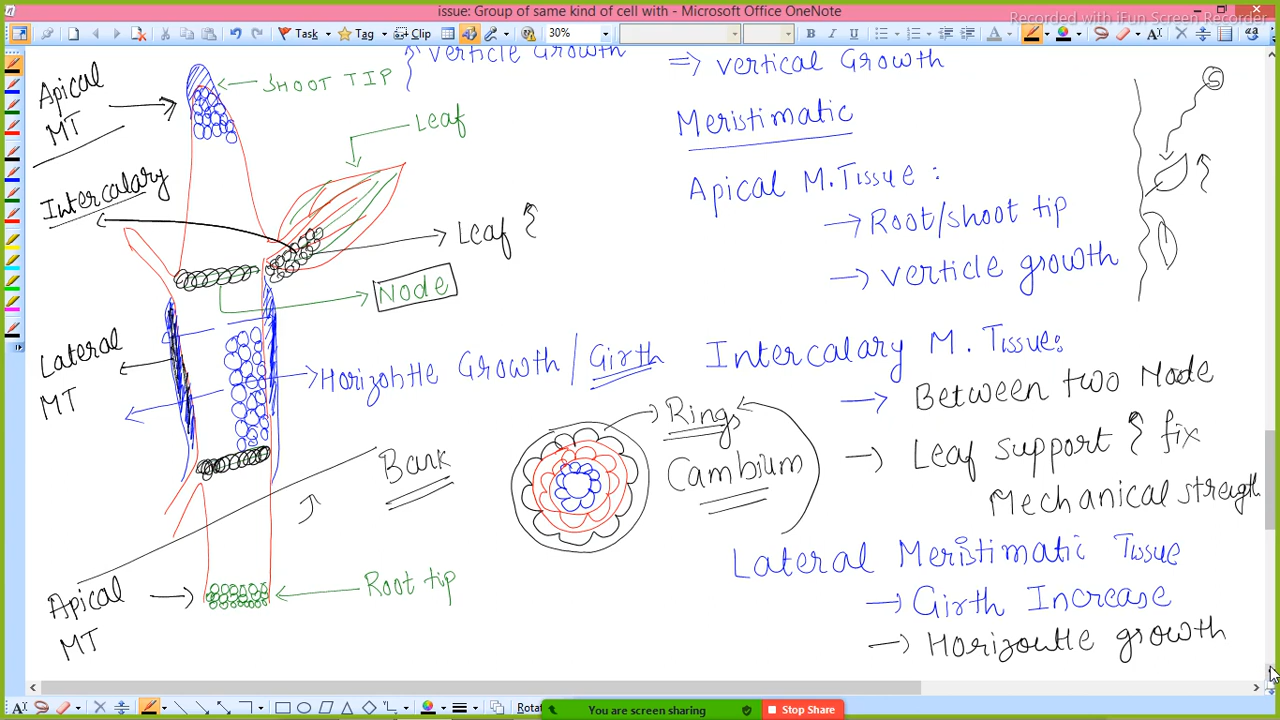 issue: Group of same kind of cell with - Microsoft Office OneNote
Recorded with iFun Screen Recorder
Task
Tag
Clip
30%
B I U
Verticle Growth
=> Vertical Growth
Apical
MT
SHOOT TIP
Leaf
Intercalary
Leaf
Node
Lateral
MT
Horizontle Growth / Girth
Bark
Apical
MT
Root tip
Rings
Cambium
S
Meristimatic
Apical M.Tissue :
Root/shoot tip
verticle growth
Intercalary M. Tissue:
Between two Node
Leaf support fix
Mechanical strength
Lateral Meristimatic Tissue
Girth Increase
Horizontle growth
B I U
Rotat
You are screen sharing
Stop Share